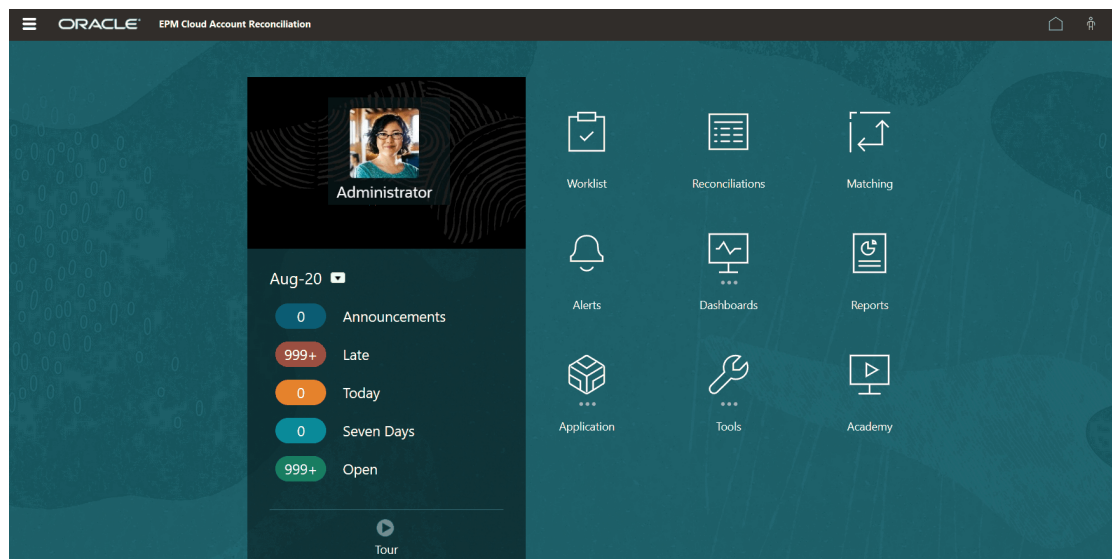 ORACLE EPM Cloud Account Reconciliation
Administrator
Aug-20
0 Announcements
999+ Late
0 Today
0 Seven Days
999+ Open
Tour
Worklist Reconciliations Matching
Alerts Dashboards Reports
Application Tools Academy